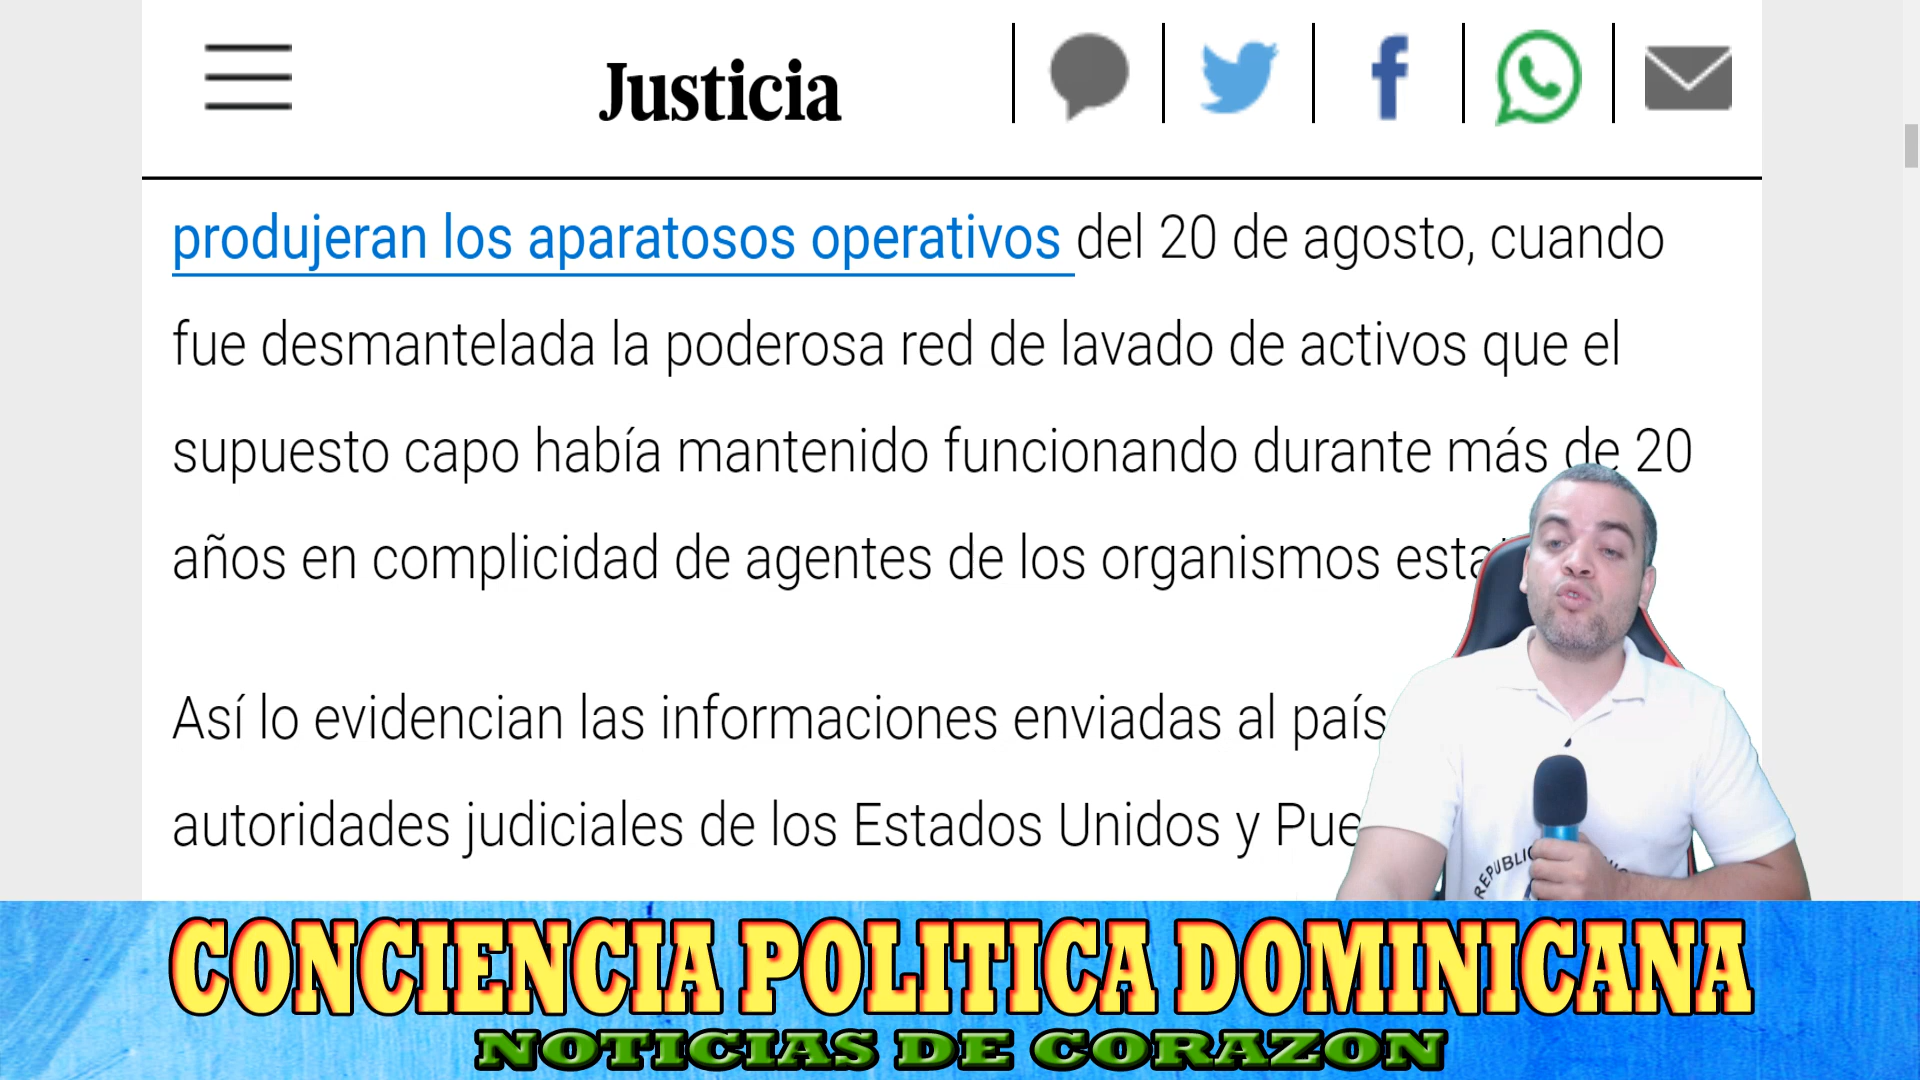 Justicia
produjeran los aparatosos operativos del 20 de agosto, cuando
fue desmantelada la poderosa red de lavado de activos que el
supuesto capo había mantenido funcionando durante más de 20
años en complicidad de agentes de los organismos
Así lo evidencian las informaciones enviadas al país
autoridades judiciales de los Estados Unidos y
CONCIENCIA POLITICA DOMINICANA
NOTICIAS DE CORAZON